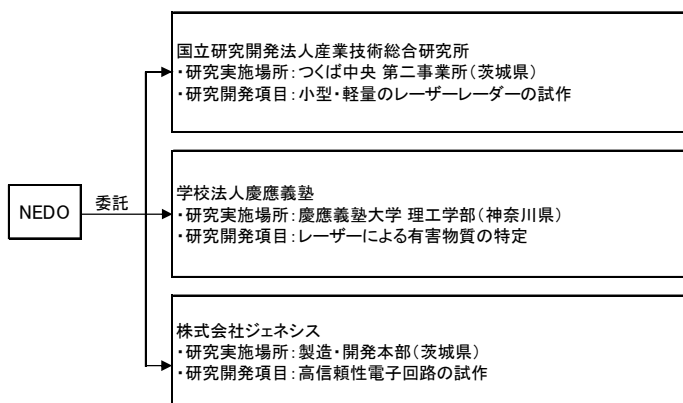 国立研究開発法人産業技術総合研究所
・研究実施場所：つくば中央 第二事業所（茨城県）
・研究開発項目：小型・軽量のレーザーレーダーの試作
NEDO
委託
学校法人慶應義塾
・研究実施場所：慶應義塾大学 理工学部（神奈川県）
・研究開発項目：レーザーによる有害物質の特定
株式会社ジェネシス
・研究実施場所：製造・開発本部（茨城県）
・研究開発項目：高信頼性電子回路の試作